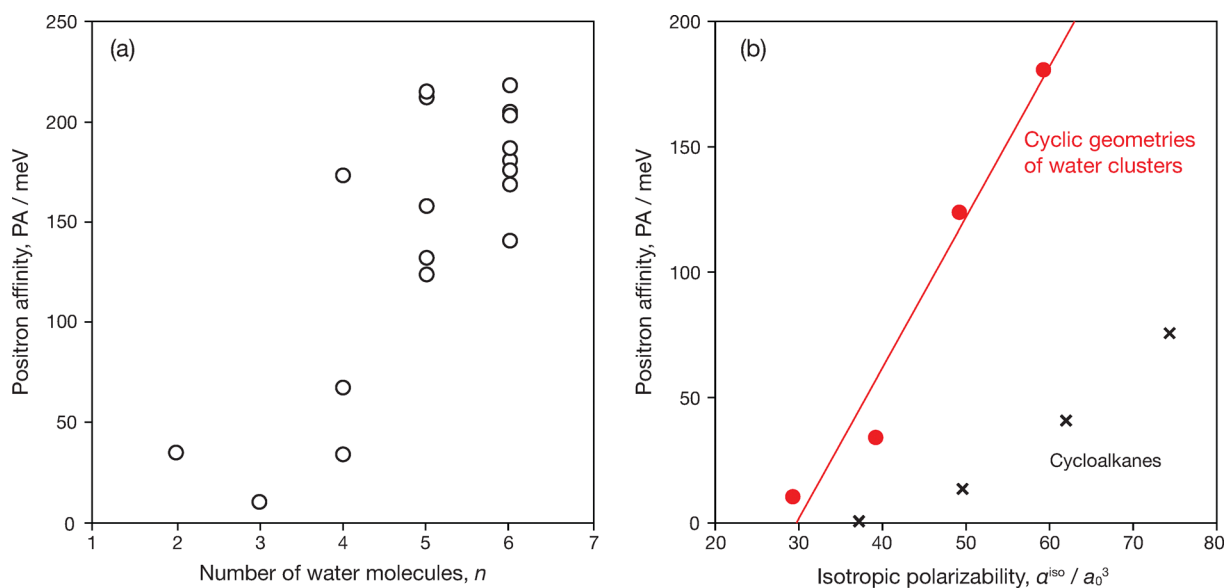 (a)
Positron affinity, PA / meV
250
200
150
100
50
0
1 2 3 4 5 6 7
Number of water molecules, n
(b)
Positron affinity, PA / meV
200
150
100
50
0
Cyclic geometries
of water clusters
Cycloalkanes
20 30 40 50 60 70 80
Isotropic polarizability, α^iso / a₀³